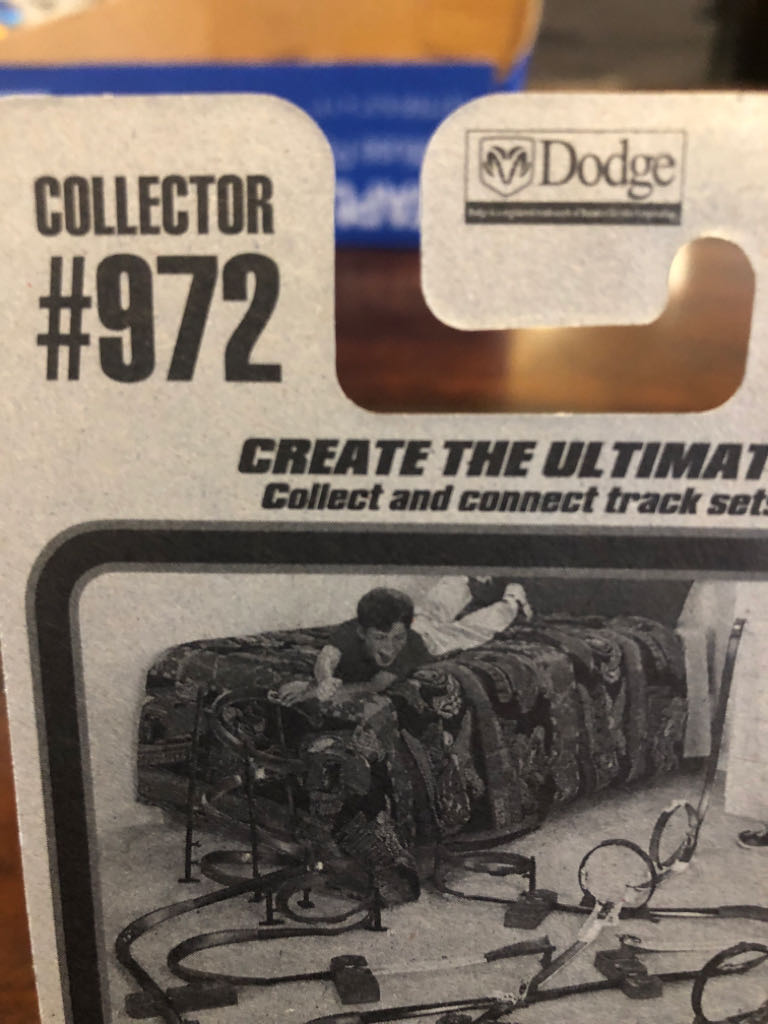 COLLECTOR
#972
Dodge
CREATE THE ULTIMAT
Collect and connect track sets